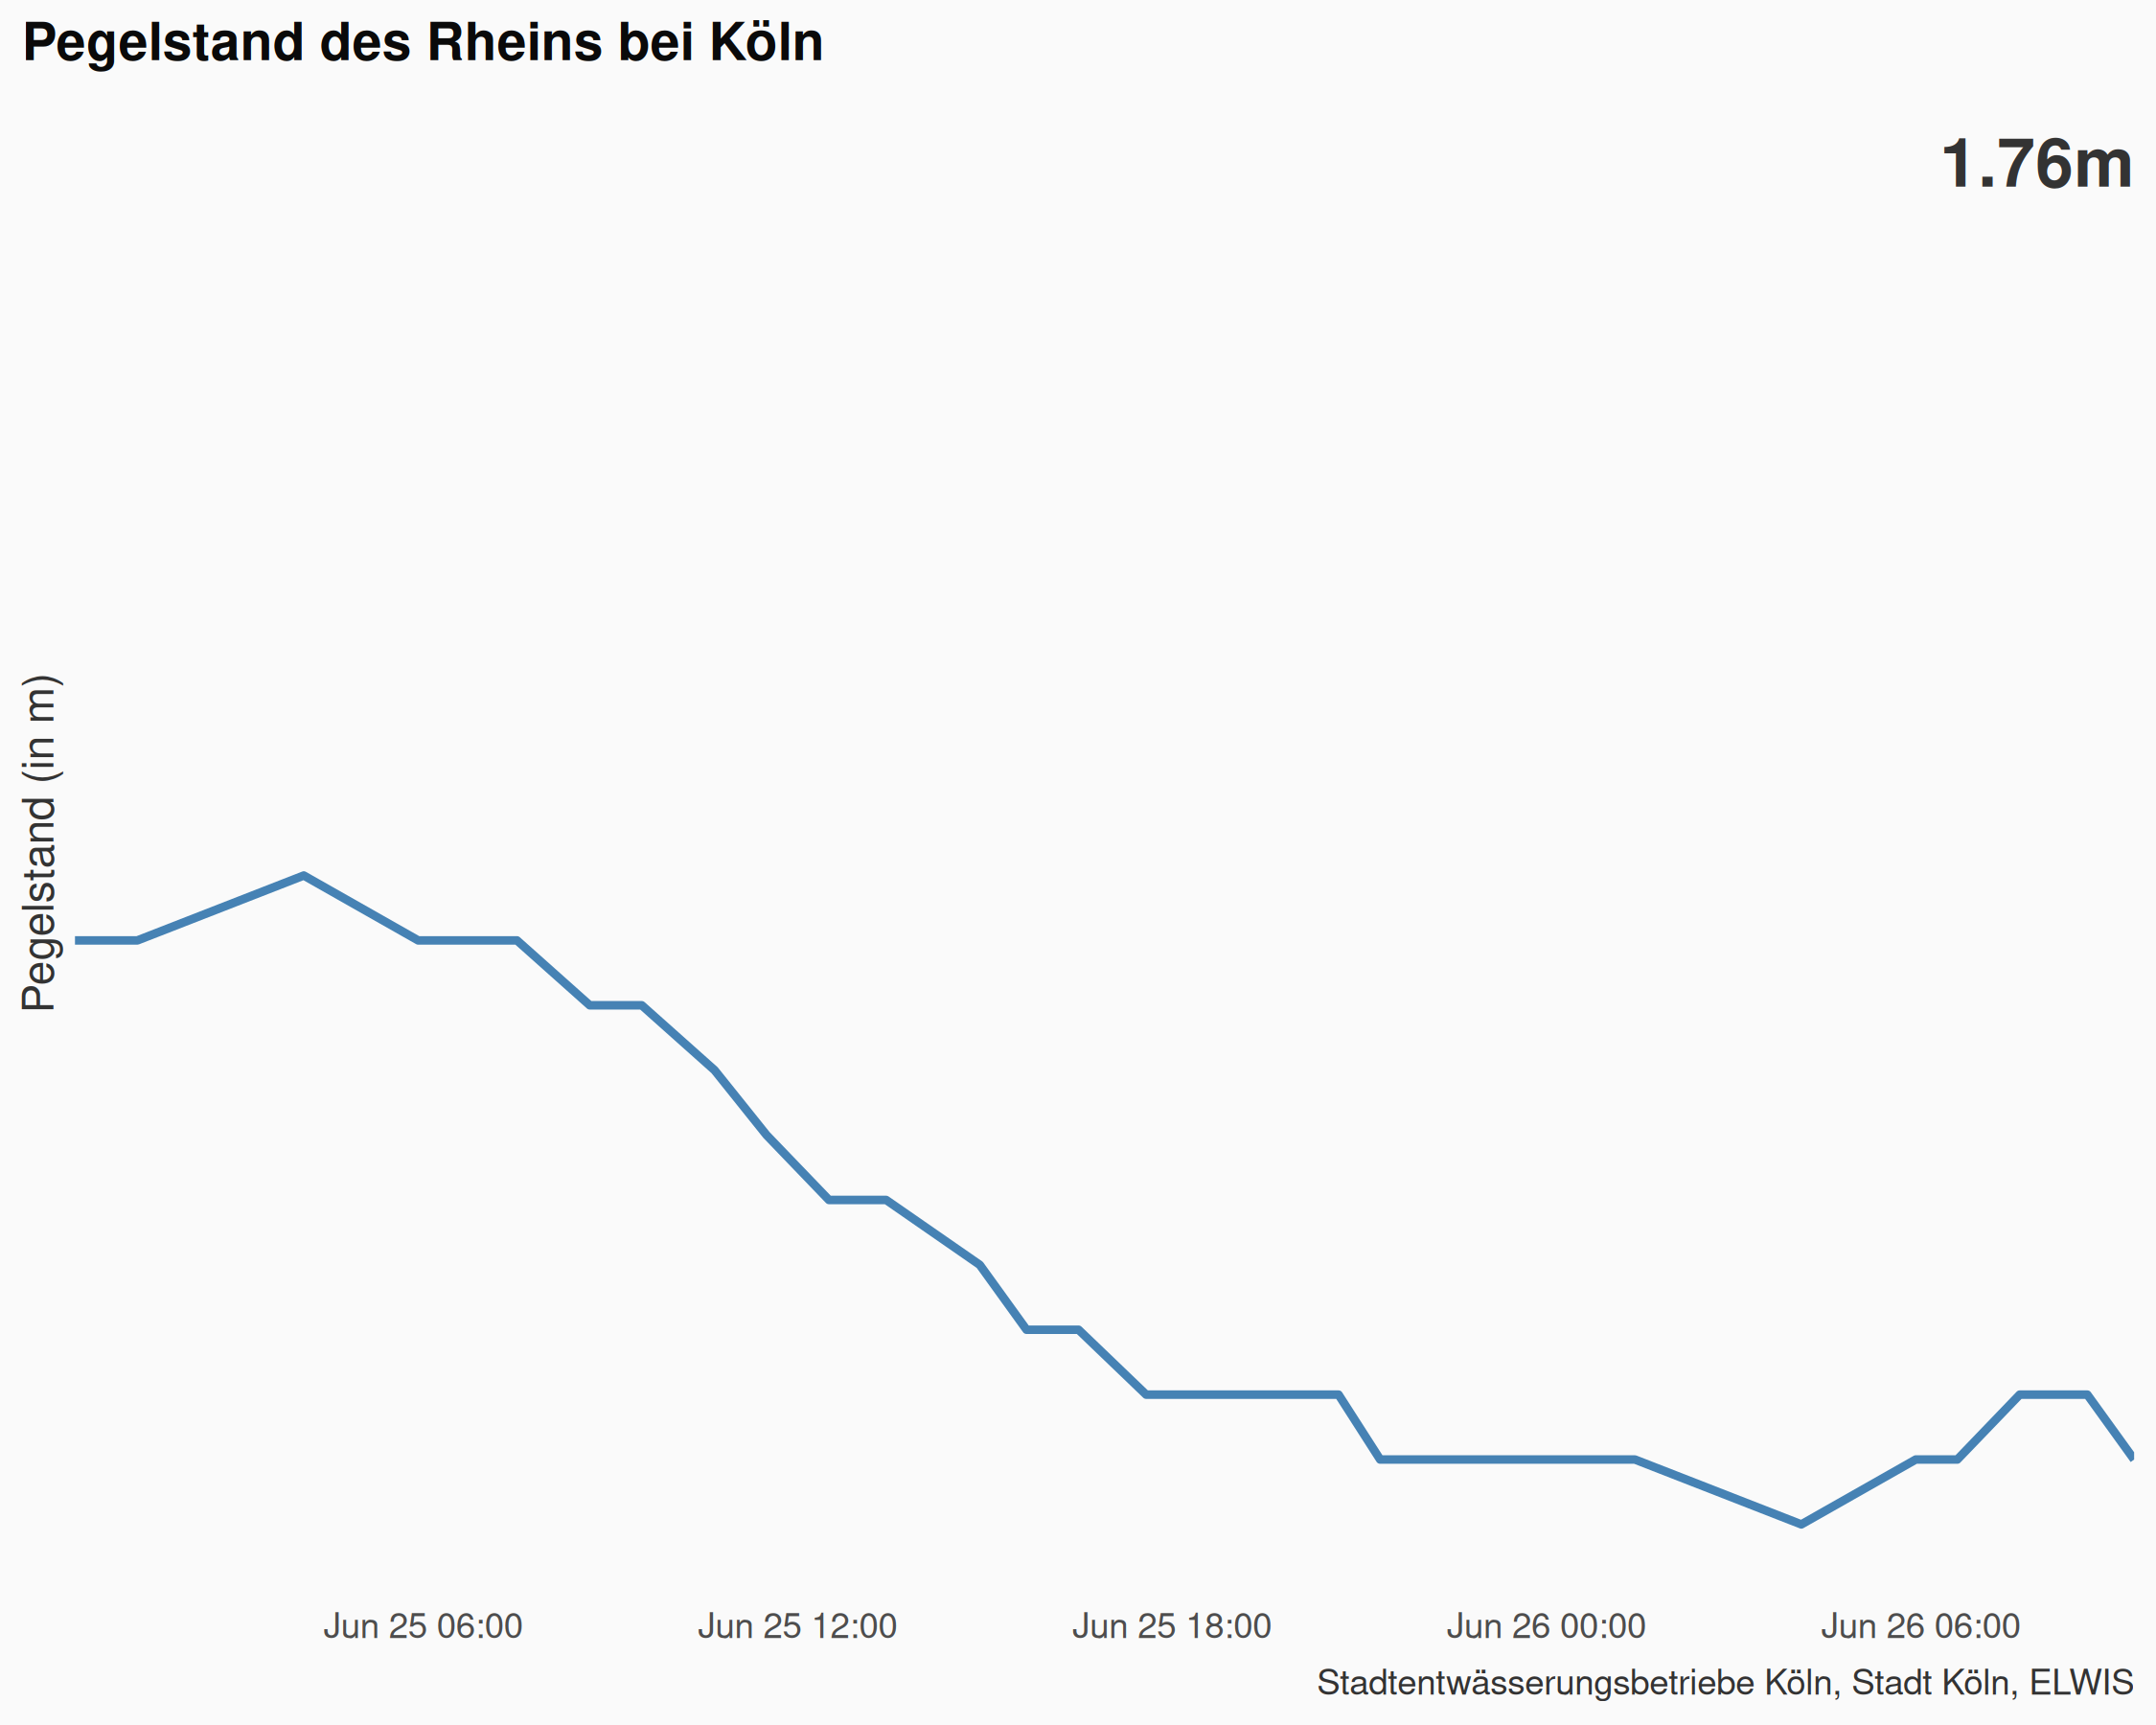 Pegelstand des Rheins bei Köln
1.76m
Pegelstand (in m)
Jun 25 06:00
Jun 25 12:00
Jun 25 18:00
Jun 26 00:00
Jun 26 06:00
Stadtentwässerungsbetriebe Köln, Stadt Köln, ELWIS